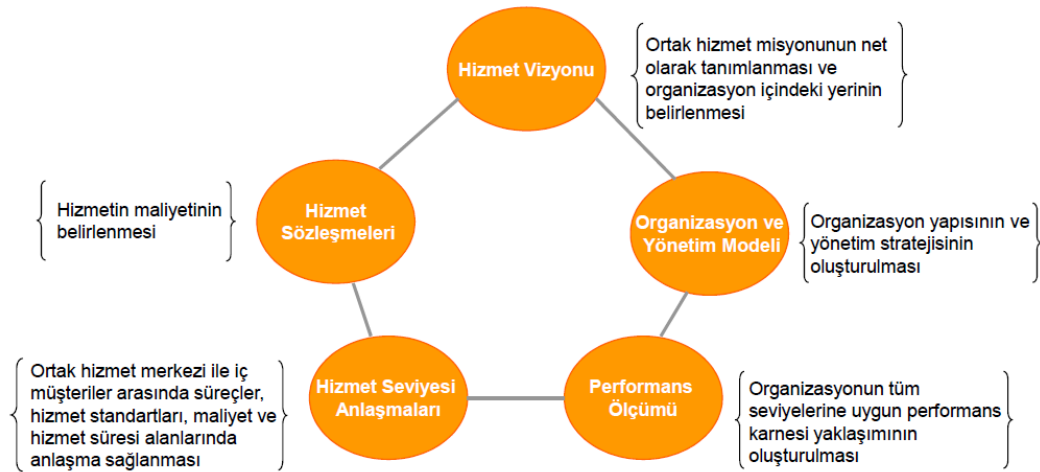 Hizmet Vizyonu
Ortak hizmet misyonunun net
olarak tanımlanması ve
organizasyon içindeki yerinin
belirlenmesi
Hizmetin maliyetinin
belirlenmesi
Hizmet
Sözleşmeleri
Organizasyon ve
Yönetim Modeli
Organizasyon yapısının ve
yönetim stratejisinin
oluşturulması
Ortak hizmet merkezi ile iç
müşteriler arasında süreçler,
hizmet standartları, maliyet ve
hizmet süresi alanlarında
anlaşma sağlanması
Hizmet Seviyesi
Anlaşmaları
Performans
Ölçümü
Organizasyonun tüm
seviyelerine uygun performans
karnesi yaklaşımının
oluşturulması